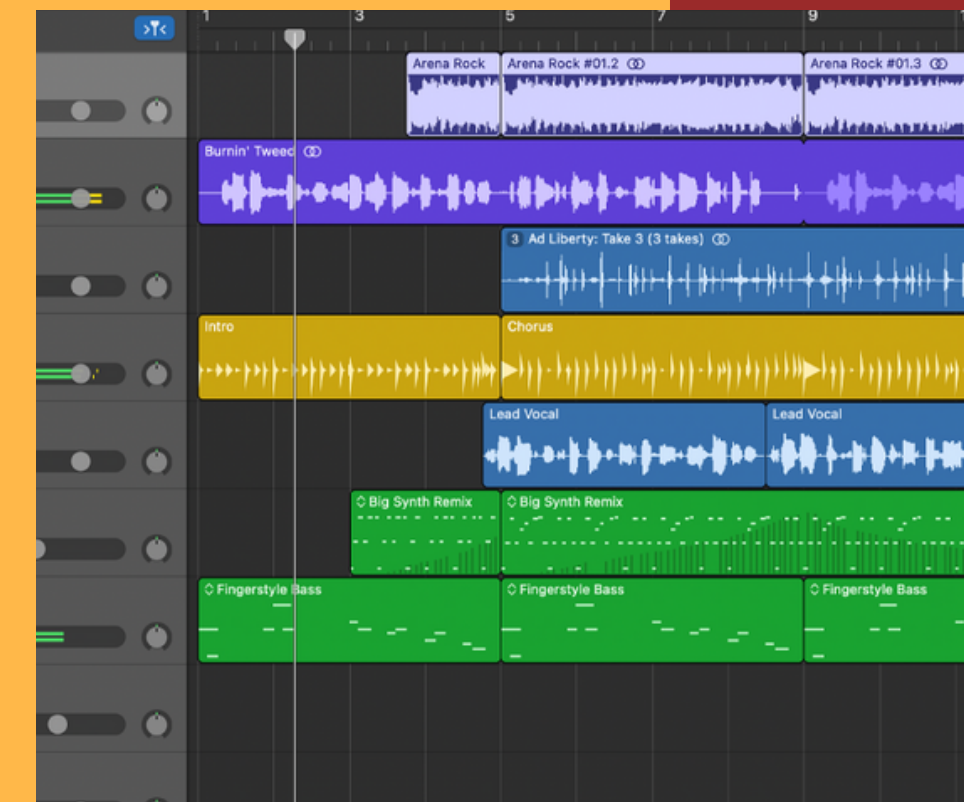 1 3 5 7 9
Arena Rock Arena Rock #01.2 Arena Rock #01.3
Burnin' Tweed
3 Ad Liberty: Take 3 (3 takes)
Intro Chorus
Lead Vocal Lead Vocal
Big Synth Remix Big Synth Remix
Fingerstyle Bass Fingerstyle Bass Fingerstyle Bass